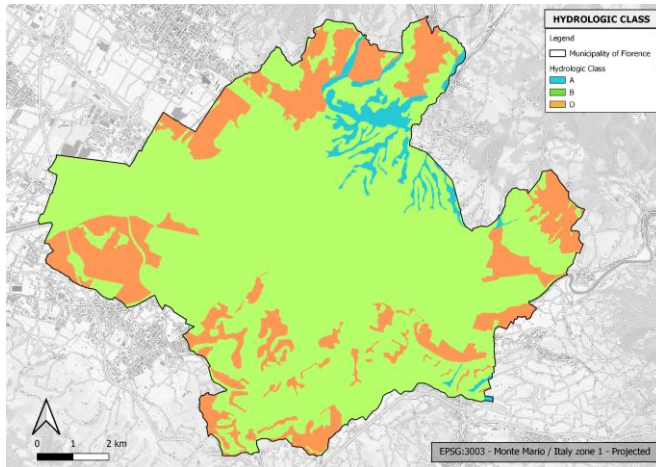 HYDROLOGIC CLASS
Legend
Municipality of Florence
Hydrologic Class
A
B
D
0 1 2 km
EPSG:3003 - Monte Mario / Italy zone 1 - Projected